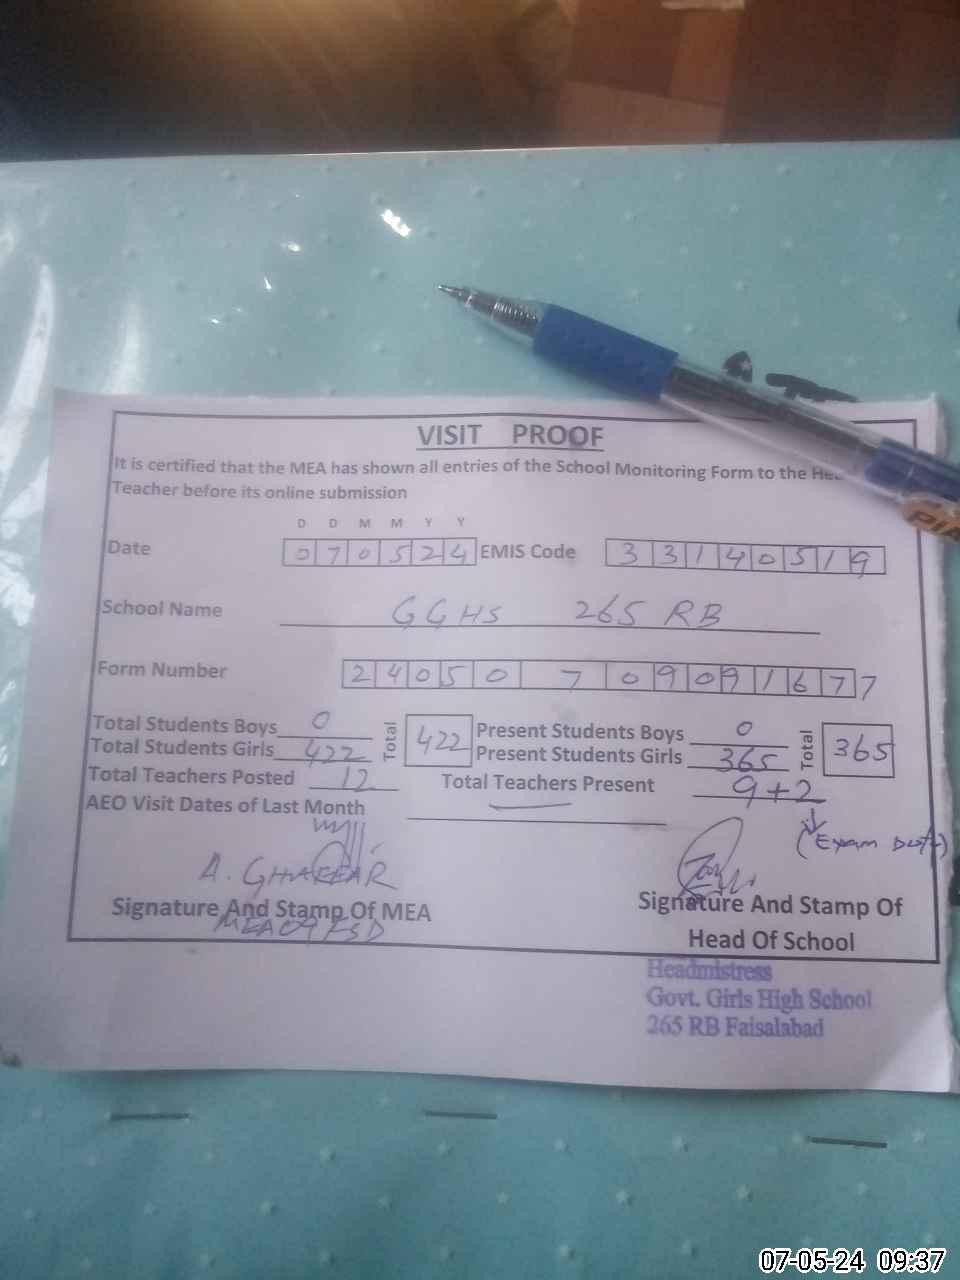 VISIT PROOF
It is certified that the MEA has shown all entries of the School Monitoring Form to the
Teacher before its online submission
D D M M Y Y
Date 070524 EMIS Code 33140519
School Name GGHS 265 RB
Form Number 24050709091677
Total Students Boys 0 Total 422 Present Students Boys 0 Total 365
Total Students Girls 422 Present Students Girls 365
Total Teachers Posted 12 Total Teachers Present 9+2
AEO Visit Dates of Last Month
(Exam
A. GHAFFAR
Signature And Stamp Of MEA Signature And Stamp Of
MEA 09 FSD Head Of School
Headmistress
Govt. Girls High School
265 RB Faisalabad
07-05-24 09:37